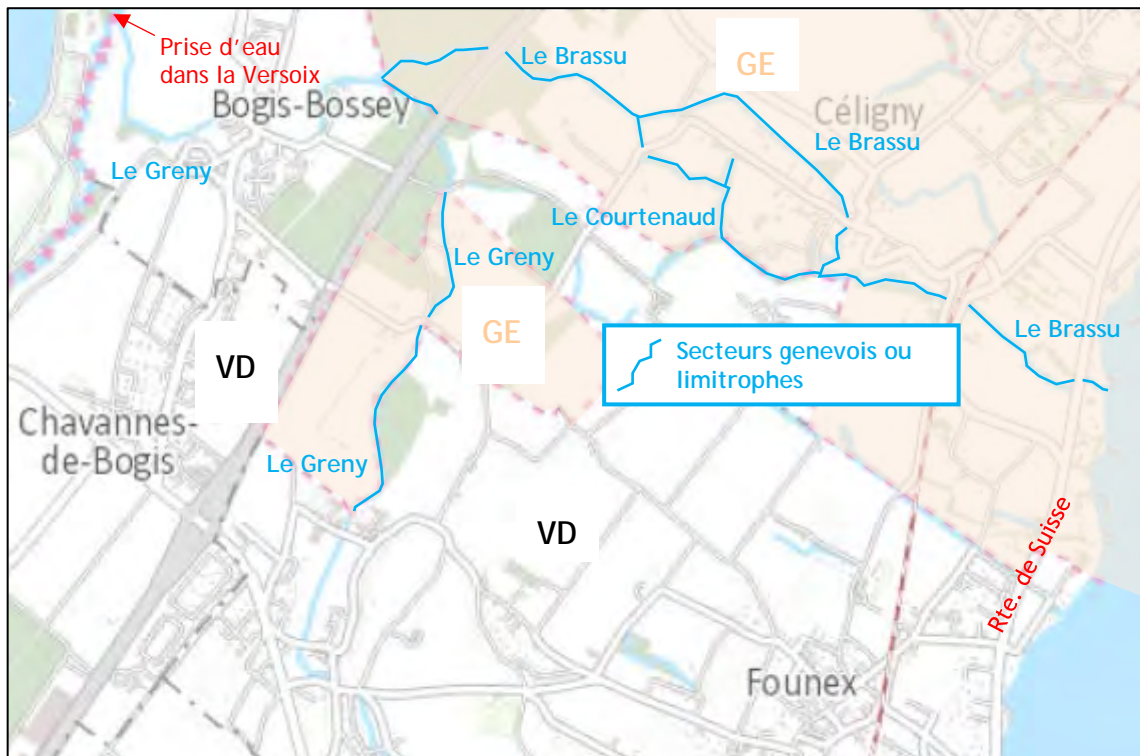 Prise d'eau
dans la Versoix
Le Brassu
GE
Bogis-Bossey
Céligny
Le Brassu
Le Greny
Le Courtenaud
Le Greny
GE
VD
Secteurs genevois ou
limitrophes
Le Brassu
Chavannes-
de-Bogis
Le Greny
VD
Rte. de Suisse
Founex